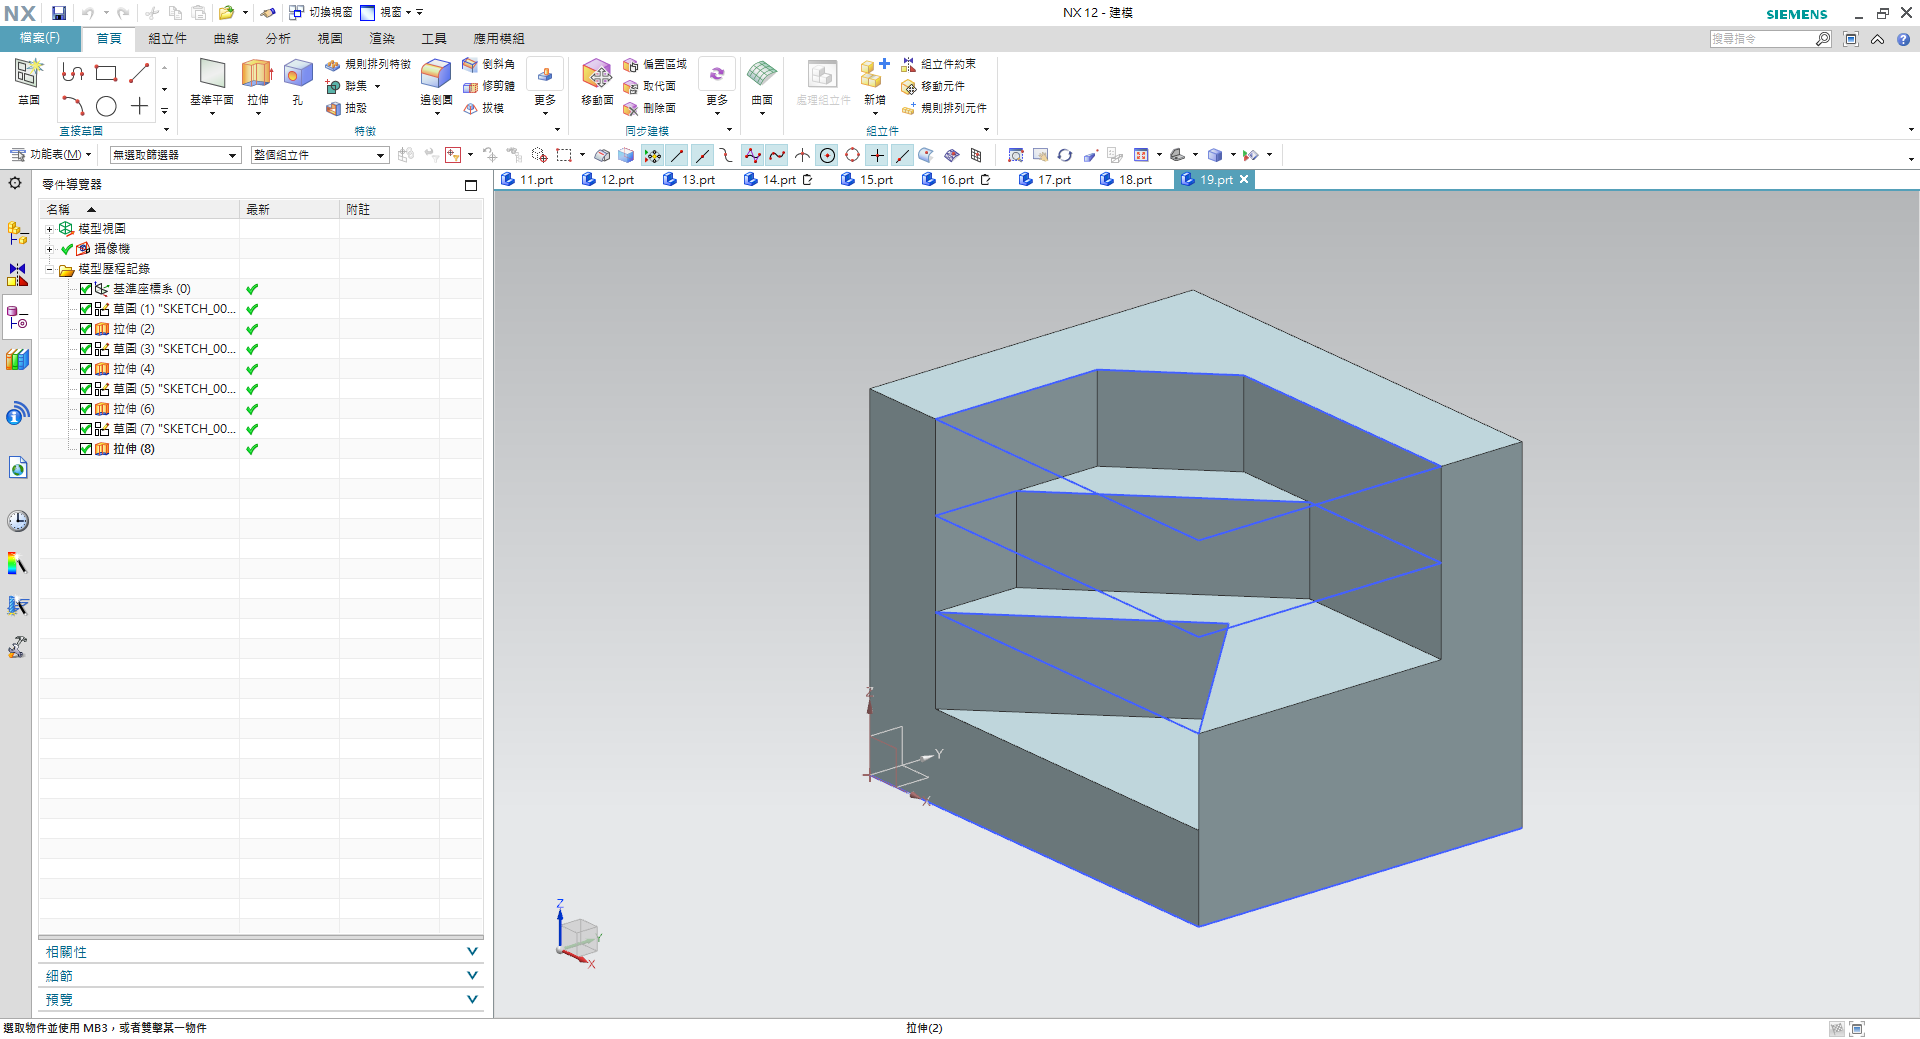 NX 切換視窗 視窗 NX 12 - 建模 SIEMENS
檔案(F) 首頁 組立件 曲線 分析 視圖 渲染 工具 應用模組 搜尋指令
草圖 基準平面 拉伸 孔 規則排列特徵 聯集 抽殼 邊倒圓 倒斜角 修剪體 拔模 更多 移動面 偏置區域 取代面 刪除面 更多 曲面 處理組立件 新增 組立件約束 移動元件 規則排列元件
直接草圖 特徵 同步建模 組立件
功能表(M) 無選取篩選器 整個組立件
零件導覽器 11.prt 12.prt 13.prt 14.prt 15.prt 16.prt 17.prt 18.prt 19.prt
名稱 最新 附註
模型視圖
攝像機
模型歷程記錄
基準座標系 (0)
草圖 (1) "SKETCH_00...
拉伸 (2)
草圖 (3) "SKETCH_00...
拉伸 (4)
草圖 (5) "SKETCH_00...
拉伸 (6)
草圖 (7) "SKETCH_00...
拉伸 (8)
Z
Y
X
Z
Y
X
相關性
細節
預覽
選取物件並使用 MB3，或者雙擊某一物件 拉伸(2)